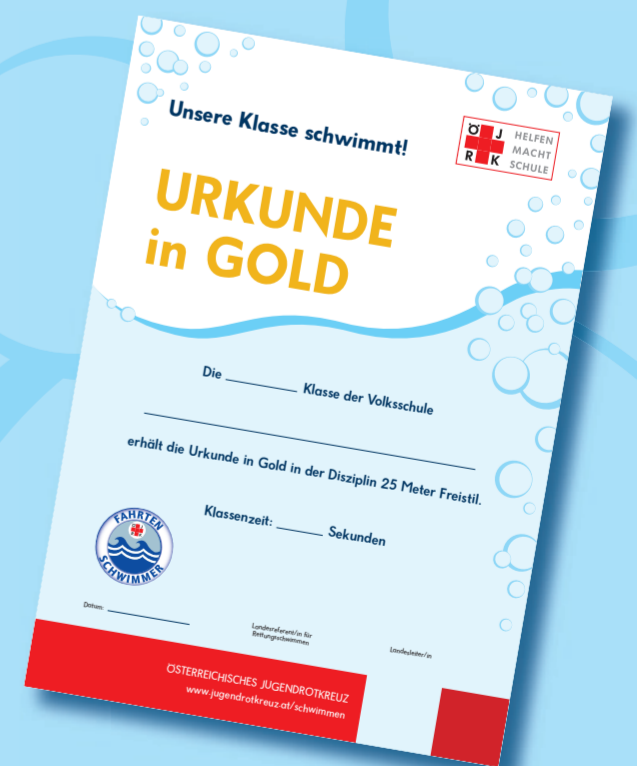 Unsere Klasse schwimmt!
Ö J
R K
HELFEN
MACHT
SCHULE
URKUNDE
in GOLD
Die ________ Klasse der Volksschule
erhält die Urkunde in Gold in der Disziplin 25 Meter Freistil.
Klassenzeit: ______ Sekunden
FAHRTEN
SCHWIMMER
Datum: ____________
Landesreferent/in für
Rettungsschwimmen
Landesleiter/in
ÖSTERREICHISCHES JUGENDROTKREUZ
www.jugendrotkreuz.at/schwimmen